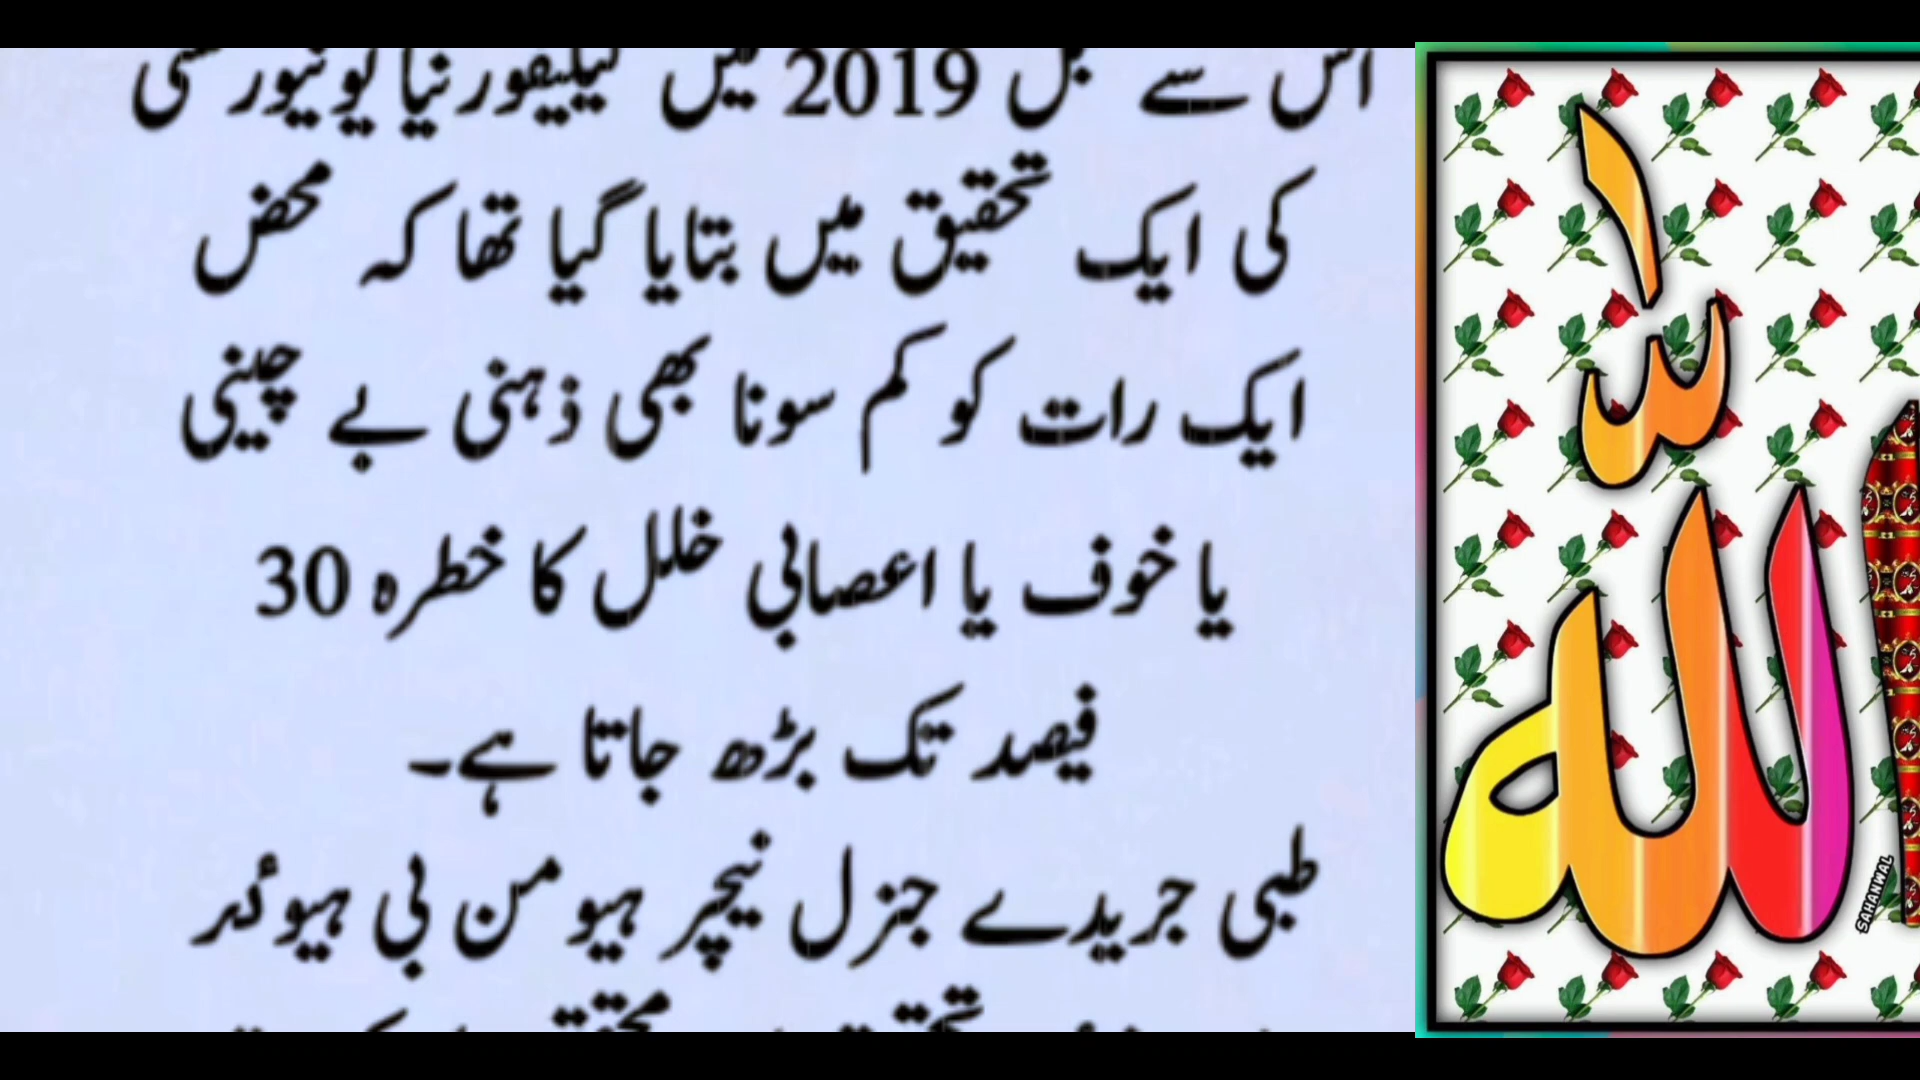 اس سے قبل 2019 میں کیلیفورنیا یونیورسٹی
کی ایک تحقیق میں بتایا گیا تھا کہ محض
ایک رات کو کم سونا بھی ذہنی بے چینی
یا خوف یا اعصابی خلل کا خطرہ 30
فیصد تک بڑھ جاتا ہے۔
طبی جریدے جنرل نیچر ہیومن بی ہیوئر
اللہ
SAHANWAL